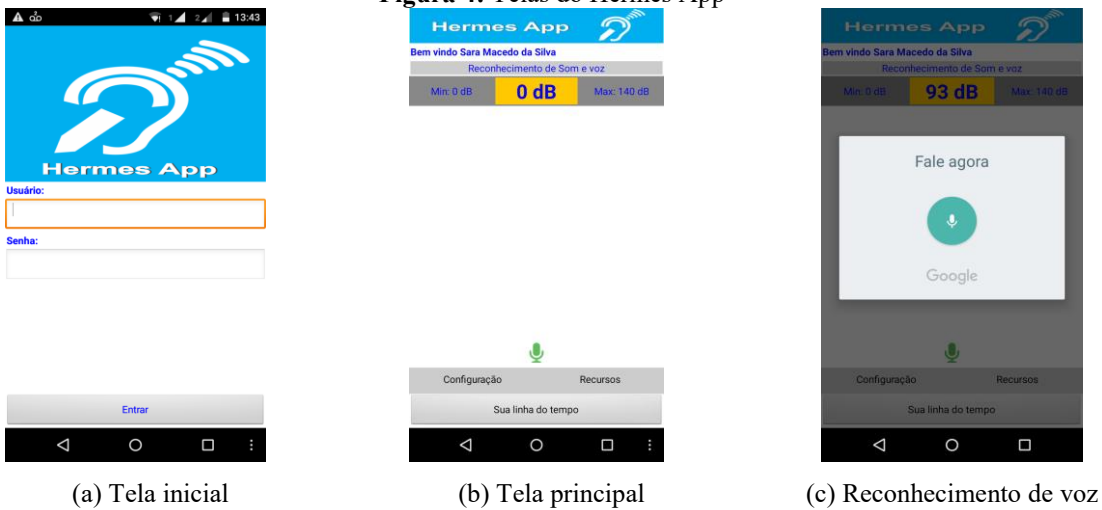 Figura 4. Telas do Hermes App
1 2 13:43
Hermes App
Usuário:
Senha:
Entrar
(a) Tela inicial
Hermes App
Bem vindo Sara Macedo da Silva
Reconhecimento de Som e voz
Min: 0 dB 0 dB Max: 140 dB
Configuração Recursos
Sua linha do tempo
(b) Tela principal
Hermes App
Bem vindo Sara Macedo da Silva
Reconhecimento de Som e voz
Min: 0 dB 93 dB Max: 140 dB
Fale agora
Google
Configuração Recursos
Sua linha do tempo
(c) Reconhecimento de voz